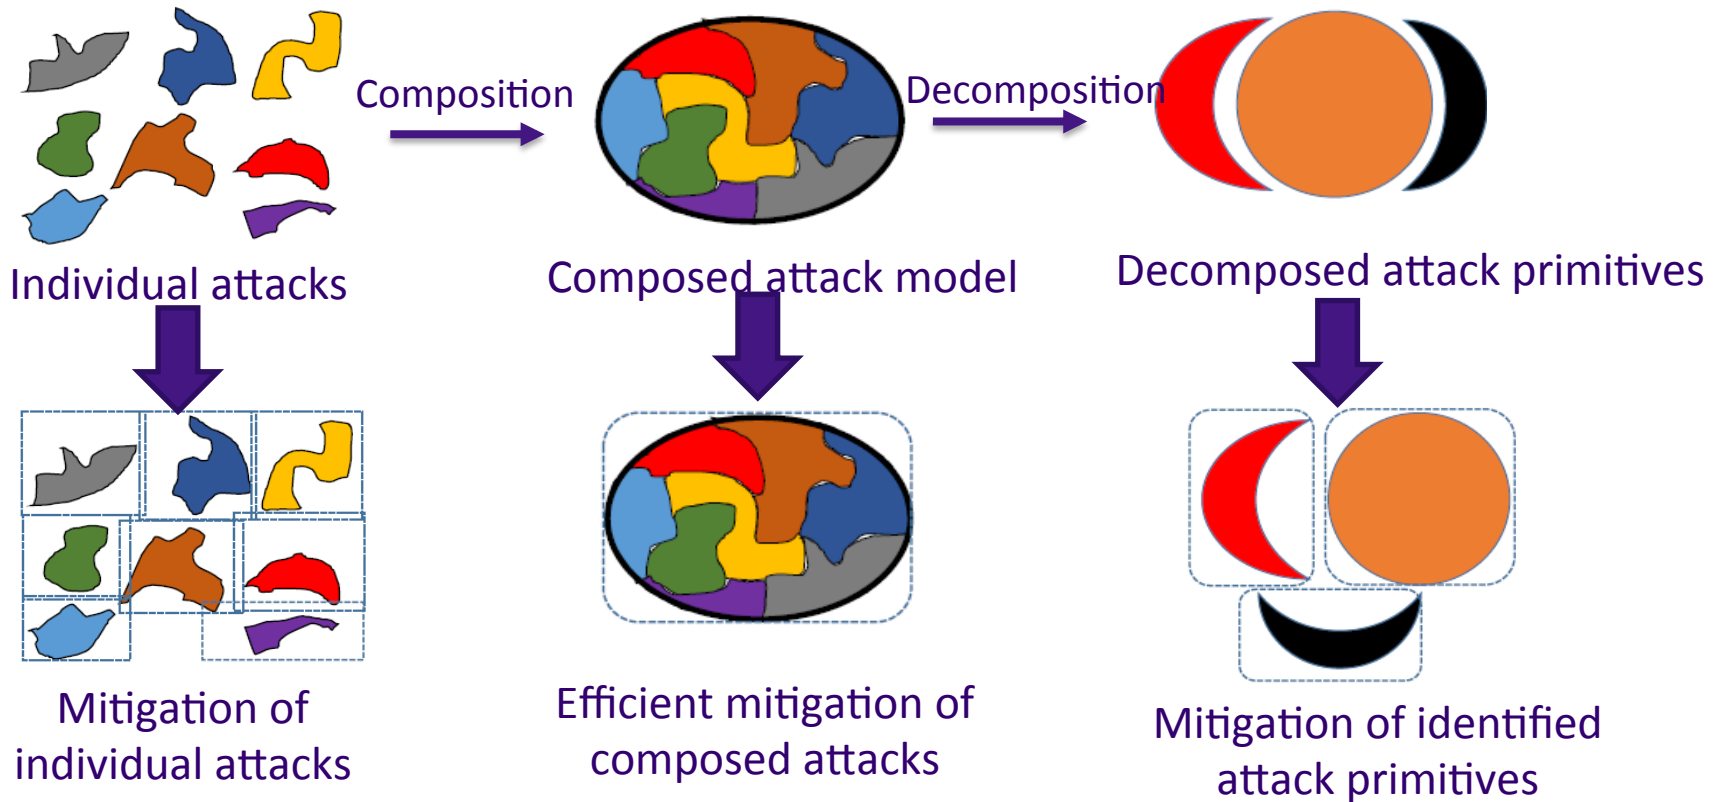 Composition
Decomposition
Individual attacks
Composed attack model
Decomposed attack primitives
Mitigation of
individual attacks
Efficient mitigation of
composed attacks
Mitigation of identified
attack primitives